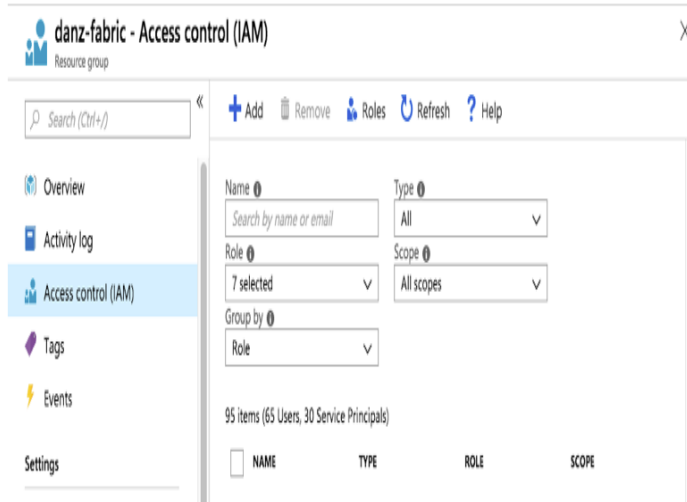 danz-fabric - Access control (IAM)
Resource group
Search (Ctrl+/)
«
Overview
Activity log
Access control (IAM)
Tags
Events
Settings
Add Remove Roles Refresh ? Help
Name Type
Search by name or email All
Role Scope
7 selected All scopes
Group by
Role
95 items (65 Users, 30 Service Principals)
NAME TYPE ROLE SCOPE